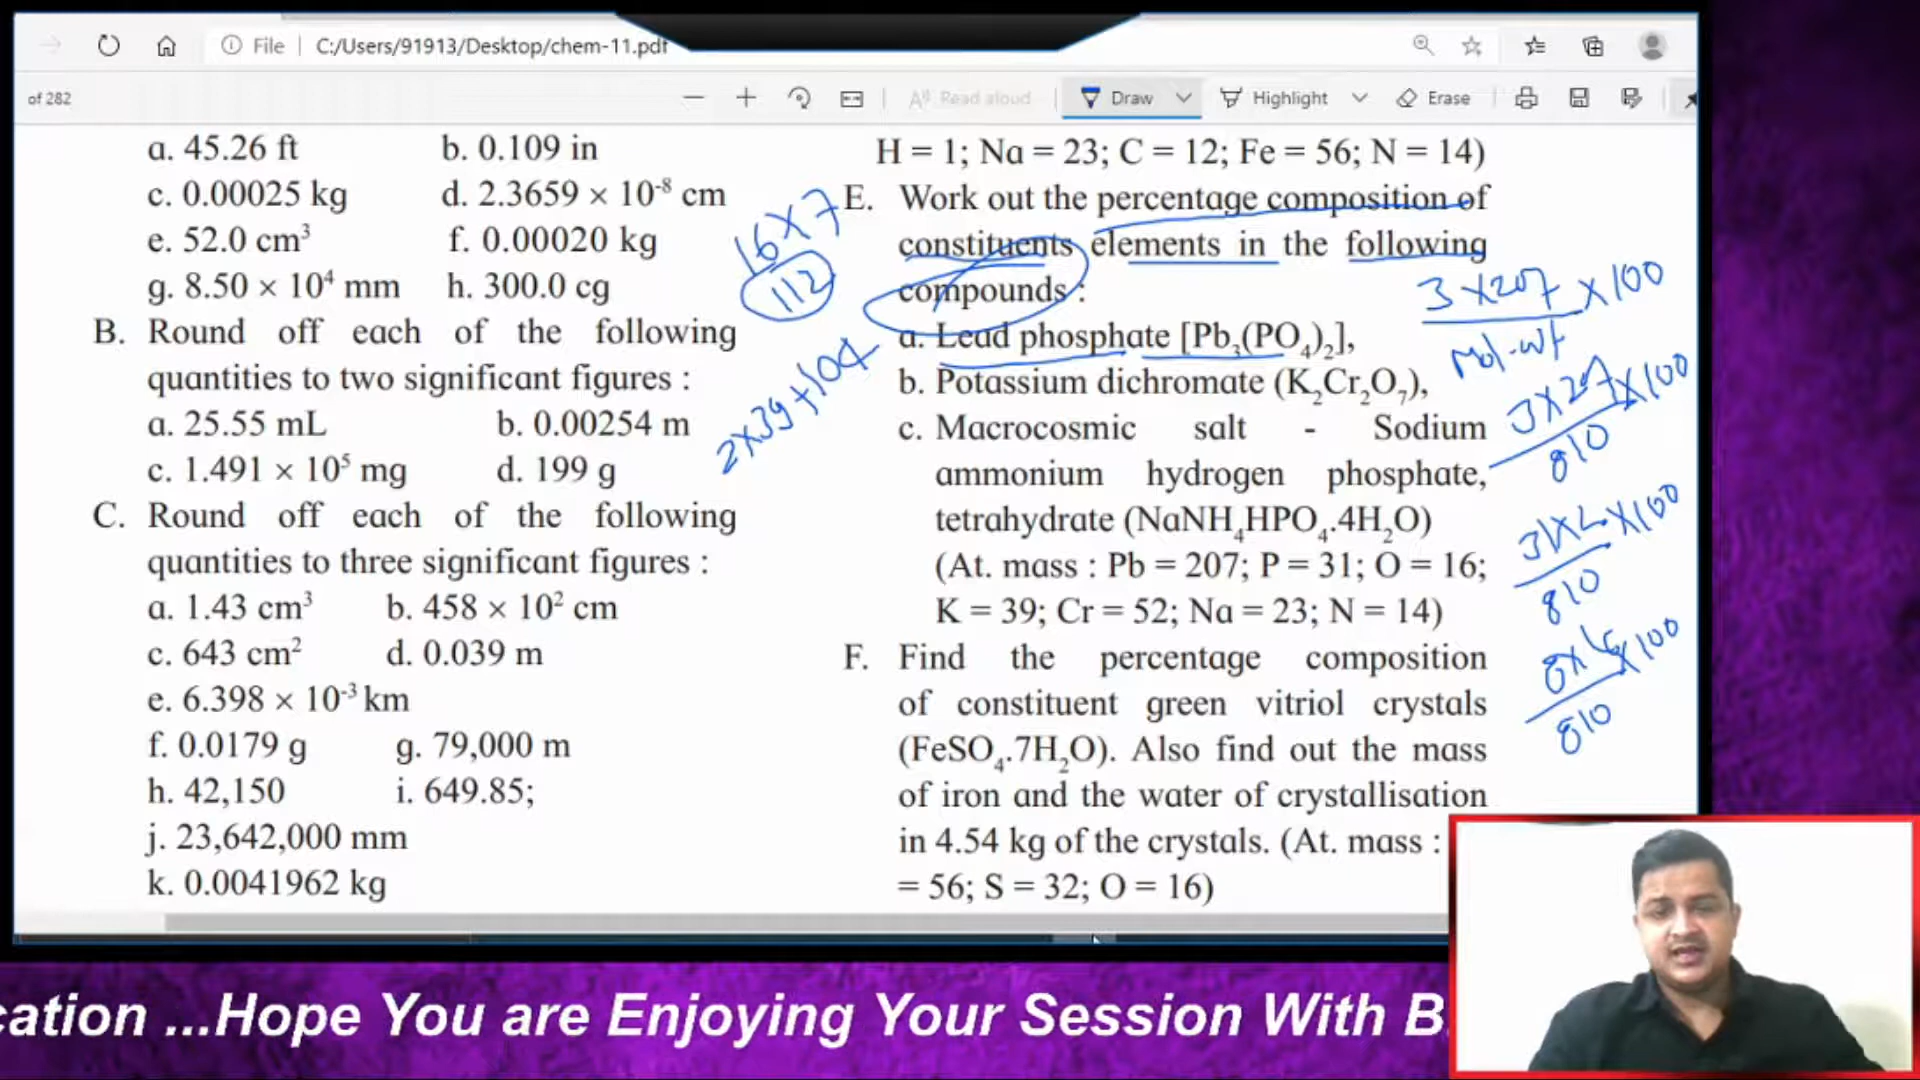 File C:/Users/91913/Desktop/chem-11.pdf
of 282
Read aloud Draw Highlight Erase
a. 45.26 ft b. 0.109 in
c. 0.00025 kg d. 2.3659 × 10⁻⁸ cm
e. 52.0 cm³ f. 0.00020 kg
g. 8.50 × 10⁴ mm h. 300.0 cg
B. Round off each of the following
quantities to two significant figures :
a. 25.55 mL b. 0.00254 m
c. 1.491 × 10⁵ mg d. 199 g
C. Round off each of the following
quantities to three significant figures :
a. 1.43 cm³ b. 458 × 10² cm
c. 643 cm² d. 0.039 m
e. 6.398 × 10⁻³ km
f. 0.0179 g g. 79,000 m
h. 42,150 i. 649.85;
j. 23,642,000 mm
k. 0.0041962 kg
16×7
112
2×39+104
H = 1; Na = 23; C = 12; Fe = 56; N = 14)
E. Work out the percentage composition of
constituents elements in the following
compounds :
a. Lead phosphate [Pb₃(PO₄)₂],
b. Potassium dichromate (K₂Cr₂O₇),
c. Macrocosmic salt - Sodium
ammonium hydrogen phosphate,
tetrahydrate (NaNH₄HPO₄.4H₂O)
(At. mass : Pb = 207; P = 31; O = 16;
K = 39; Cr = 52; Na = 23; N = 14)
F. Find the percentage composition
of constituent green vitriol crystals
(FeSO₄.7H₂O). Also find out the mass
of iron and the water of crystallisation
in 4.54 kg of the crystals. (At. mass :
= 56; S = 32; O = 16)
3×207 ×100
Mol-wt
3×207×100
810
31×2×100
810
8×16×100
810
cation ...Hope You are Enjoying Your Session With B